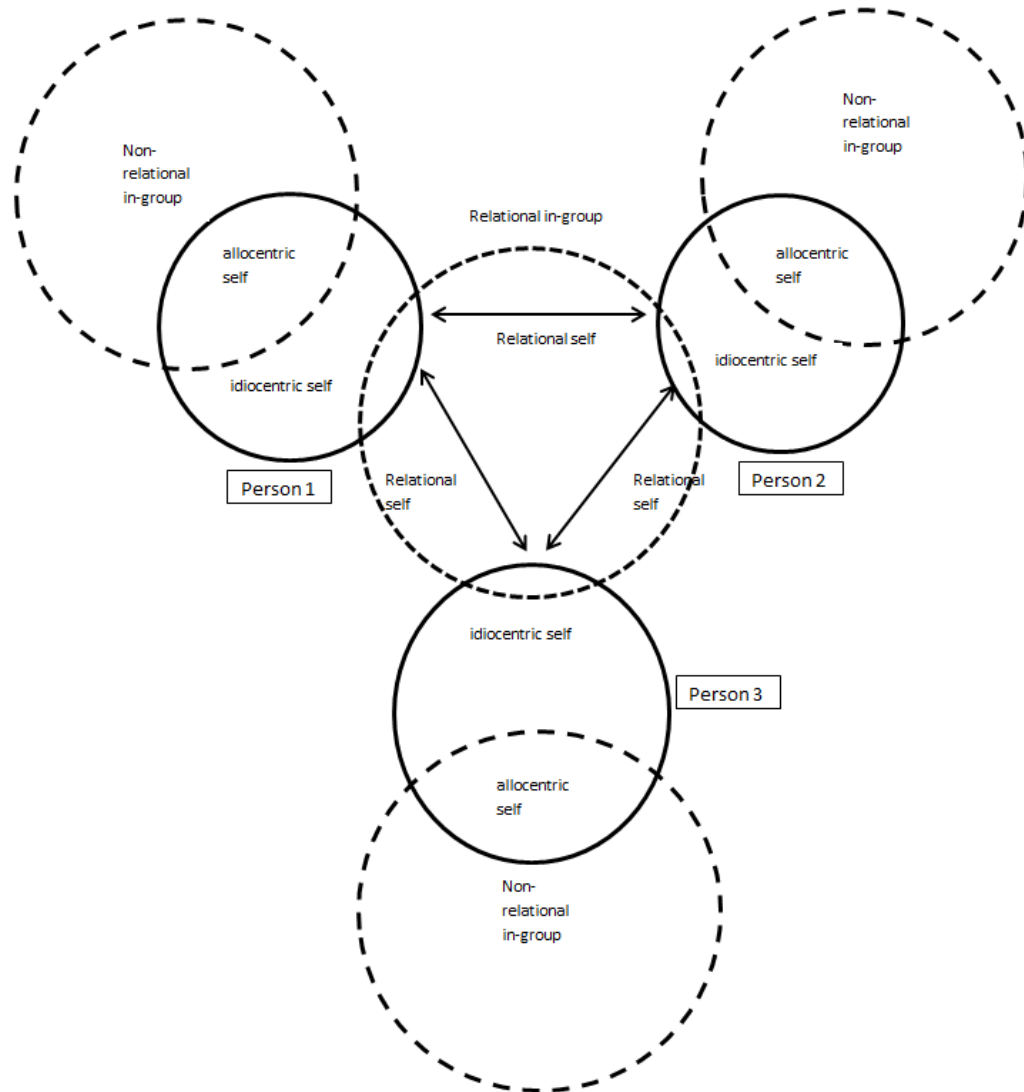 Non-
relational
in-group
Non-
relational
in-group
Relational in-group
allocentric
self
allocentric
self
Relational self
idiocentric self
idiocentric self
Person 1
Relational
self
Relational
self
Person 2
idiocentric self
Person 3
allocentric
self
Non-
relational
in-group